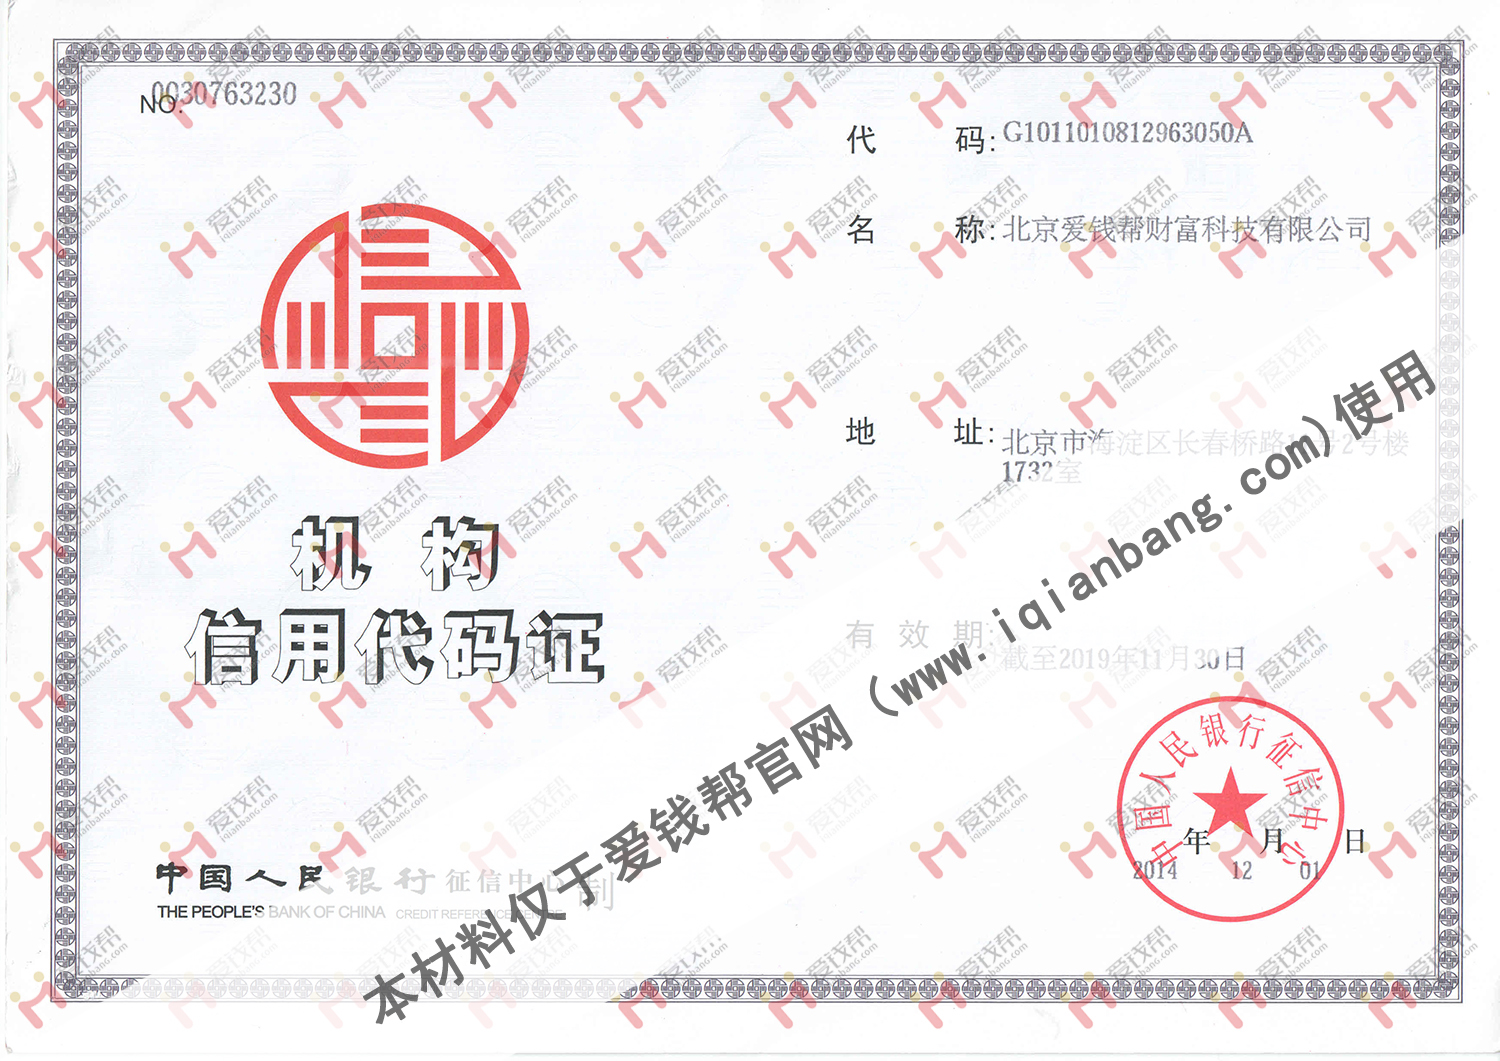 NO. 0030763230
代 码: G1011010812963050A
名 称: 北京爱钱帮财富科技有限公司
地 址: 北京市海淀区长春桥路 号2号楼
1732室
机 构
信用代码证
有 效 期:
截至2019年11月30日
中国人民银行征信中心
年 月 日
2014 12 01
中国人民银行征信中心 制
THE PEOPLE'S BANK OF CHINA CREDIT REFERENCE CENTRE
本材料仅于爱钱帮官网（www.iqianbang.com)使用
爱钱帮
iqianbang.com